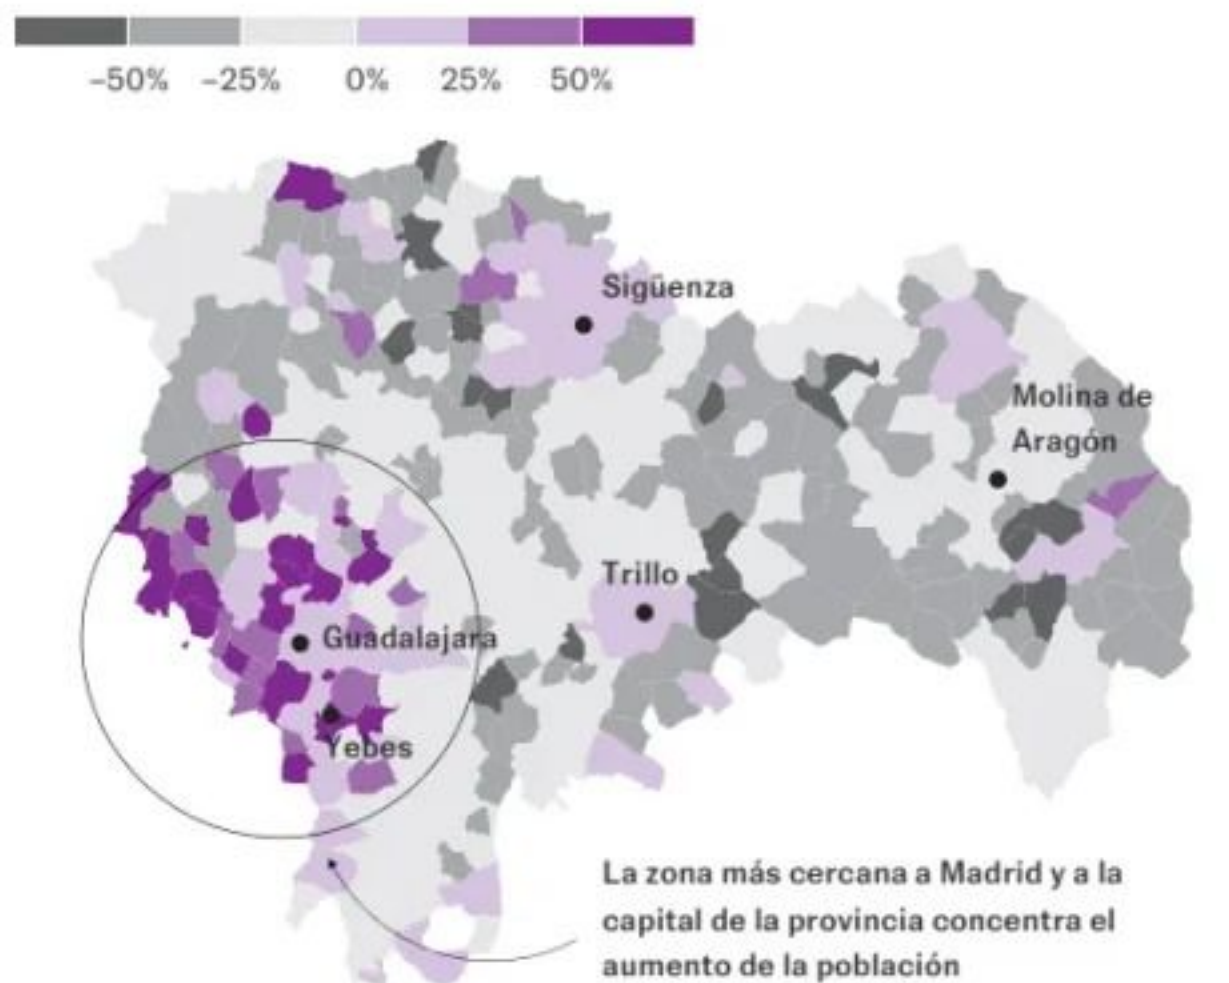 −50% −25% 0% 25% 50%
Sigüenza
Molina de
Aragón
Trillo
Guadalajara
Yebes
La zona más cercana a Madrid y a la
capital de la provincia concentra el
aumento de la población